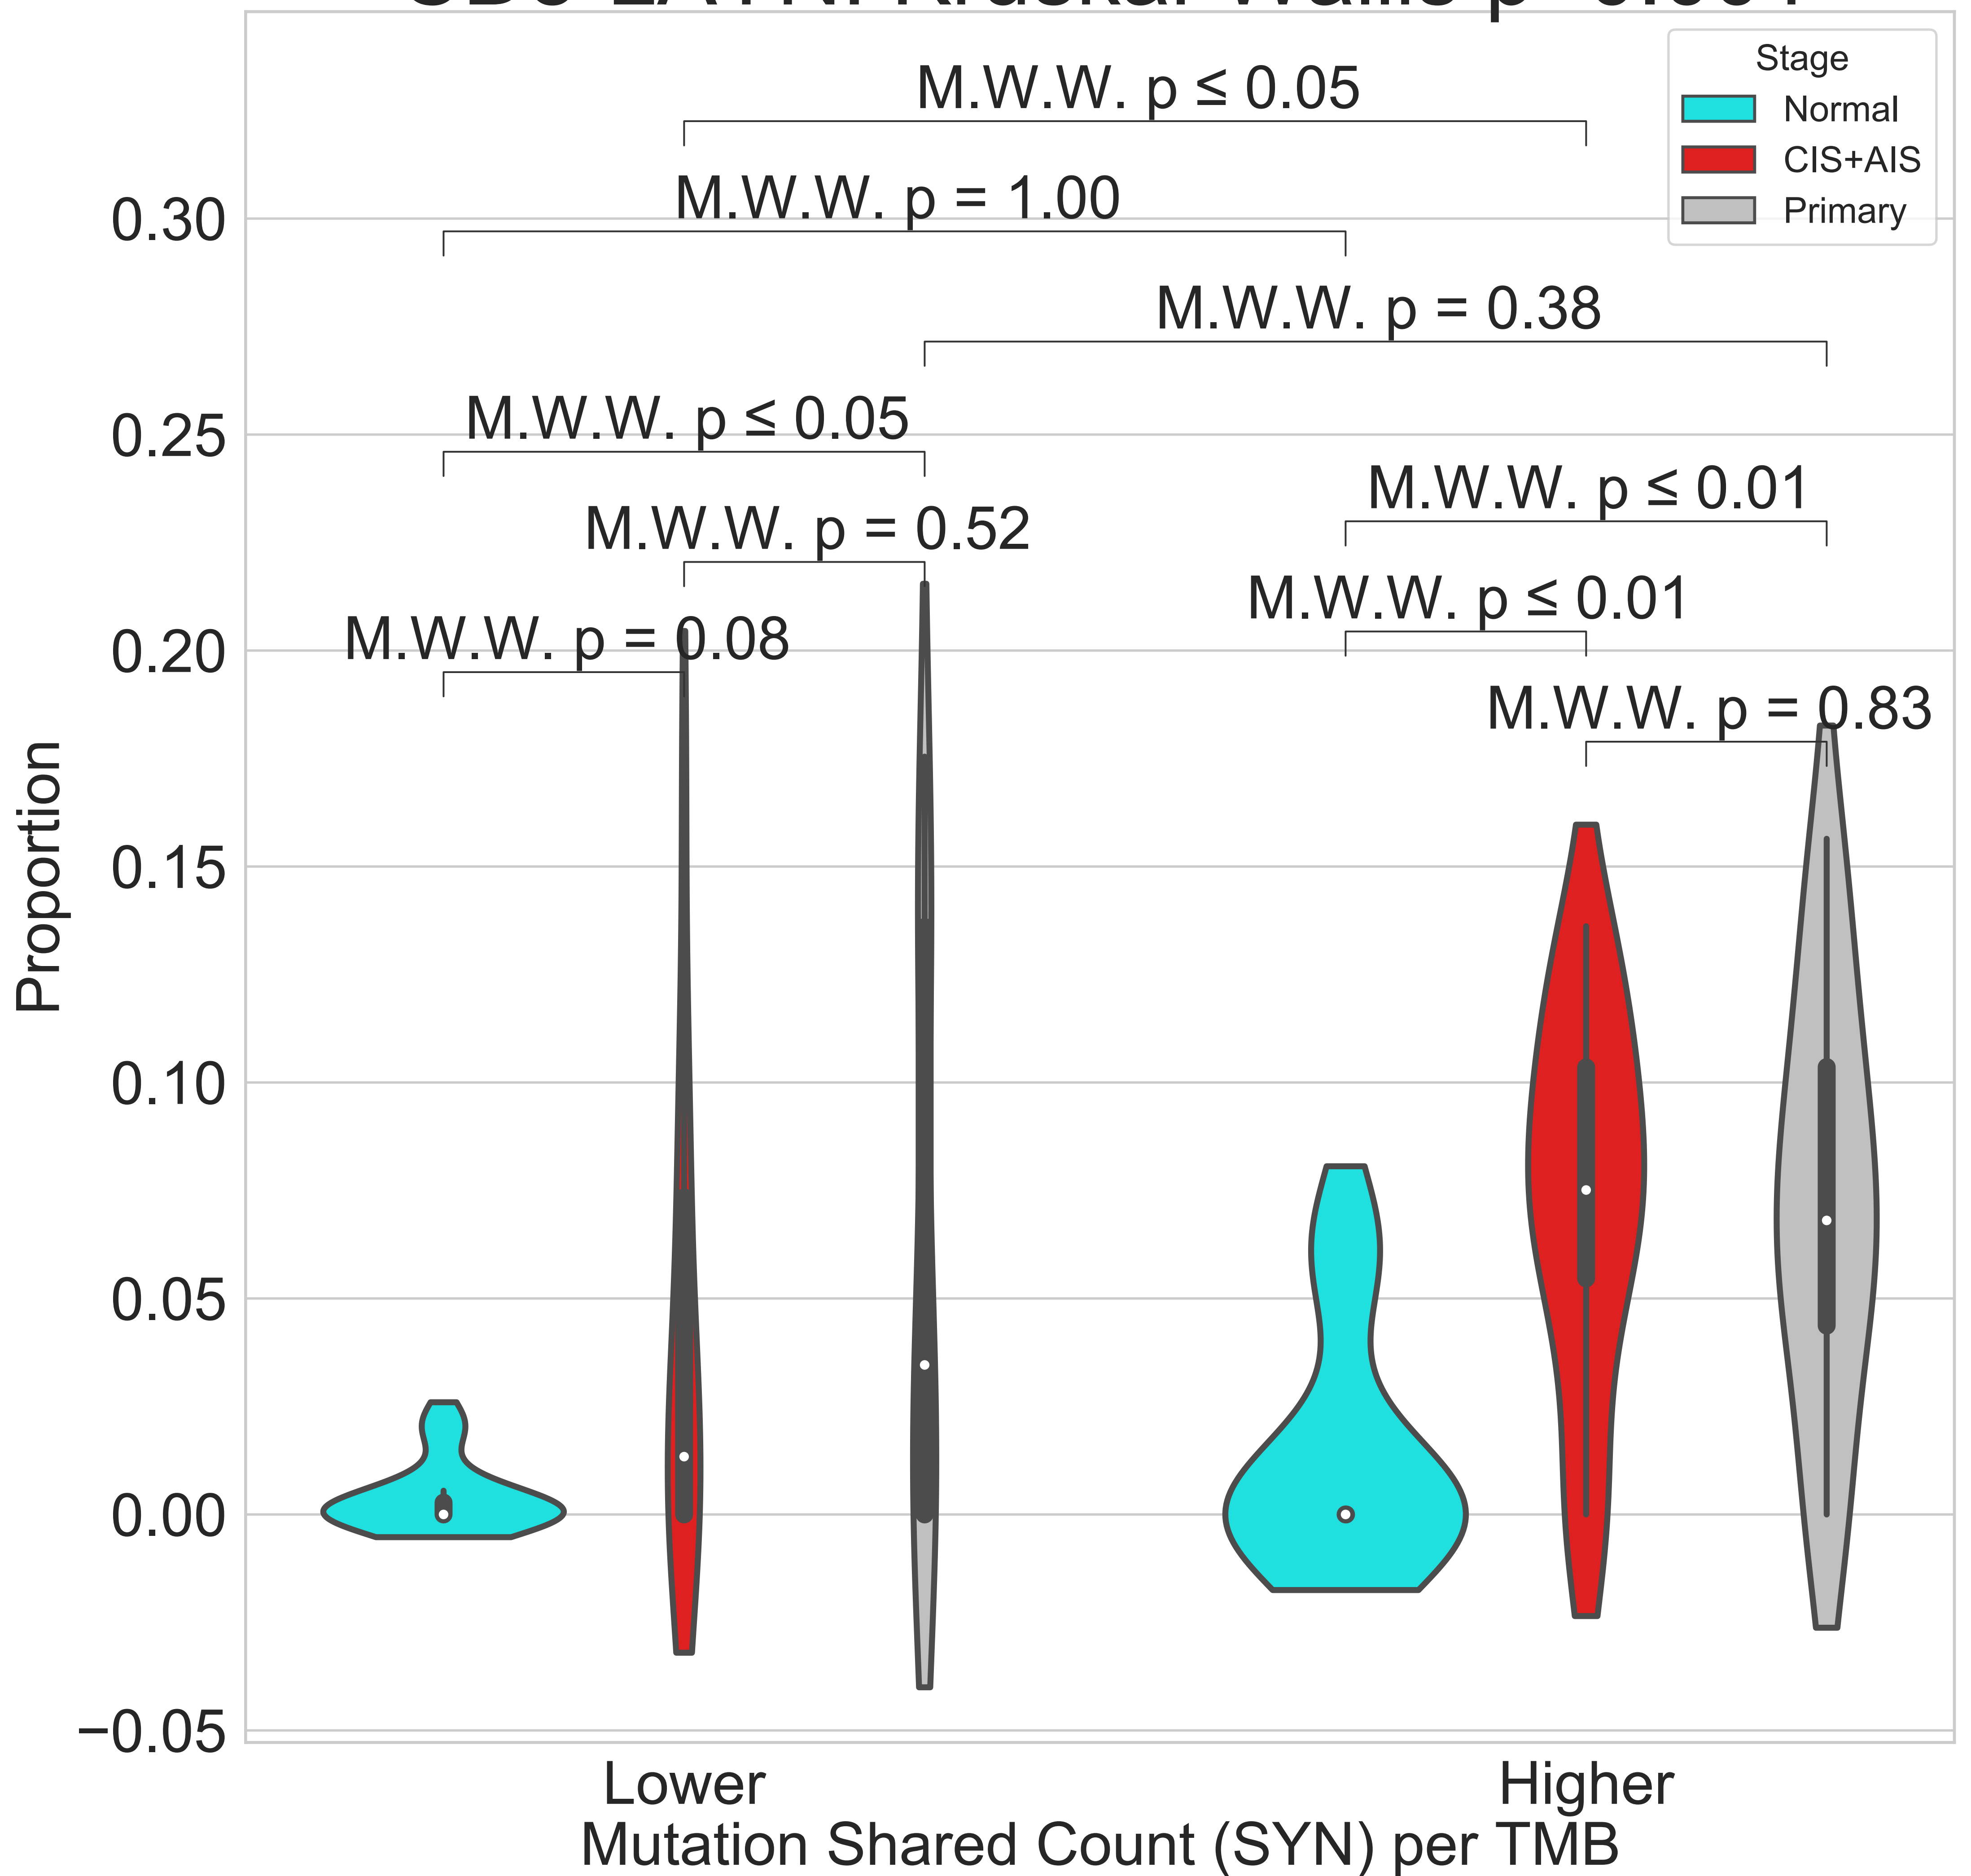 Stage
Normal
CIS+AIS
Primary
M.W.W. p ≤ 0.05
M.W.W. p = 1.00
M.W.W. p = 0.38
M.W.W. p ≤ 0.05
M.W.W. p ≤ 0.01
M.W.W. p = 0.52
M.W.W. p ≤ 0.01
M.W.W. p = 0.08
M.W.W. p = 0.83
0.30
0.25
0.20
0.15
0.10
0.05
0.00
−0.05
Proportion
Lower
Higher
Mutation Shared Count (SYN) per TMB